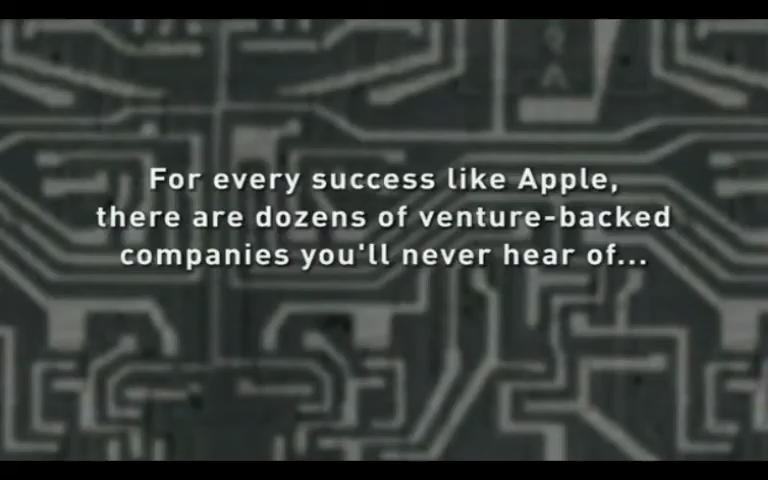 For every success like Apple,
there are dozens of venture-backed
companies you'll never hear of...